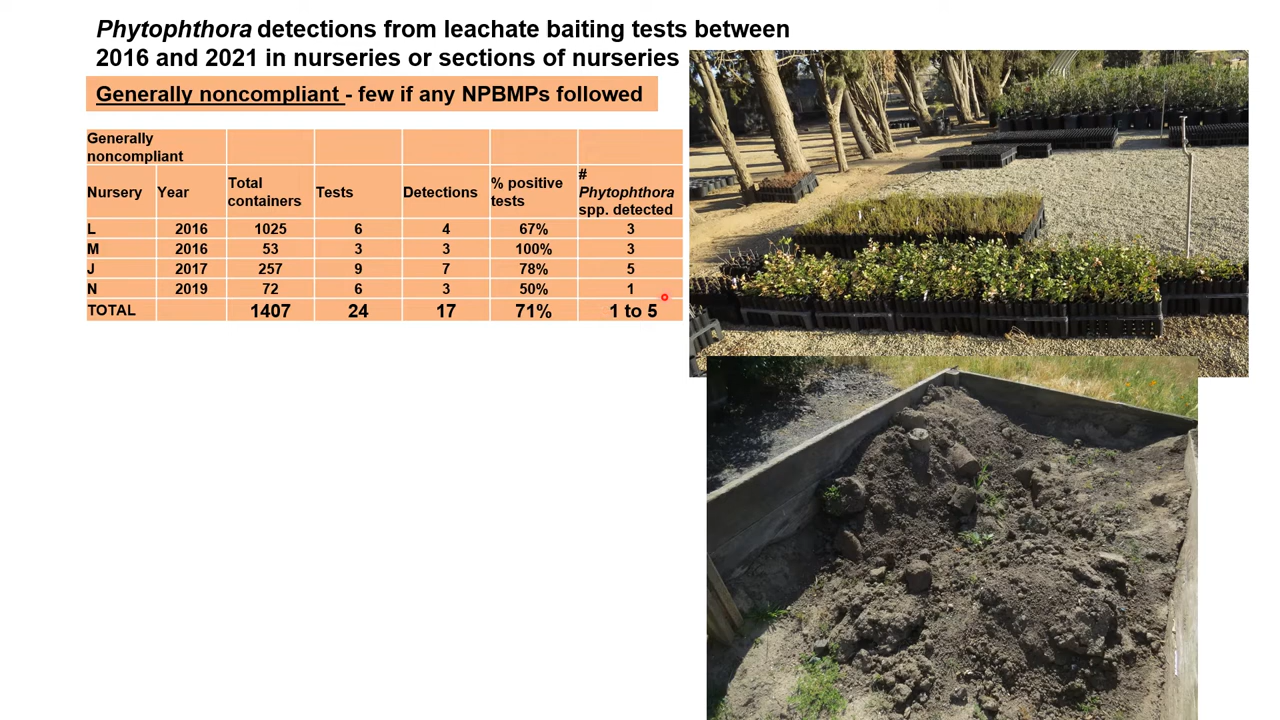 Phytophthora detections from leachate baiting tests between
2016 and 2021 in nurseries or sections of nurseries
Generally noncompliant - few if any NPBMPs followed
Generally
noncompliant
Nursery Year Total containers Tests Detections % positive tests # Phytophthora spp. detected
L 2016 1025 6 4 67% 3
M 2016 53 3 3 100% 3
J 2017 257 9 7 78% 5
N 2019 72 6 3 50% 1
TOTAL 1407 24 17 71% 1 to 5